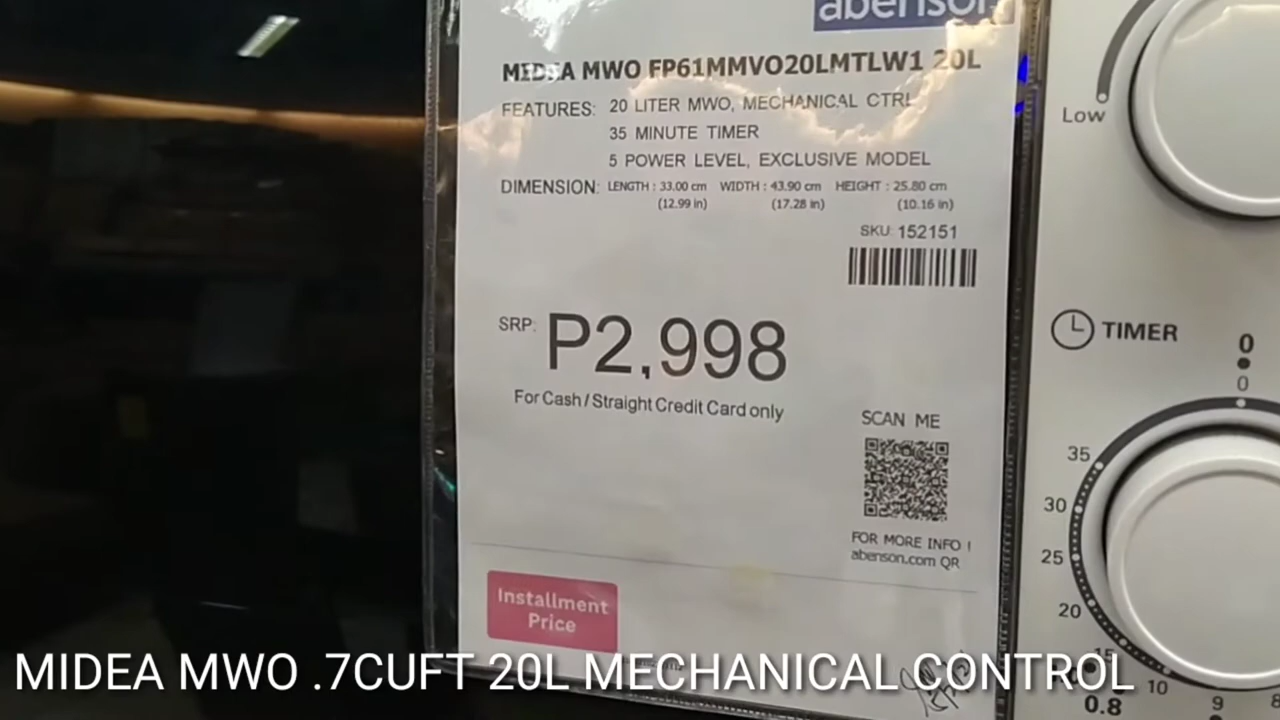 abenson
MIDEA MWO FP61MMVO20LMTLW1 20L
FEATURES: 20 LITER MWO, MECHANICAL CTRL
35 MINUTE TIMER
5 POWER LEVEL, EXCLUSIVE MODEL
DIMENSION: LENGTH : 33.00 cm WIDTH : 43.90 cm HEIGHT : 25.80 cm
(12.99 in) (17.28 in) (10.16 in)
SKU: 152151
SRP: P2,998
For Cash / Straight Credit Card only
SCAN ME
FOR MORE INFO !
abenson.com QR
Installment
Price
Low
TIMER
0
0
35
30
25
20
15
10
9
8
0.8
MIDEA MWO .7CUFT 20L MECHANICAL CONTROL